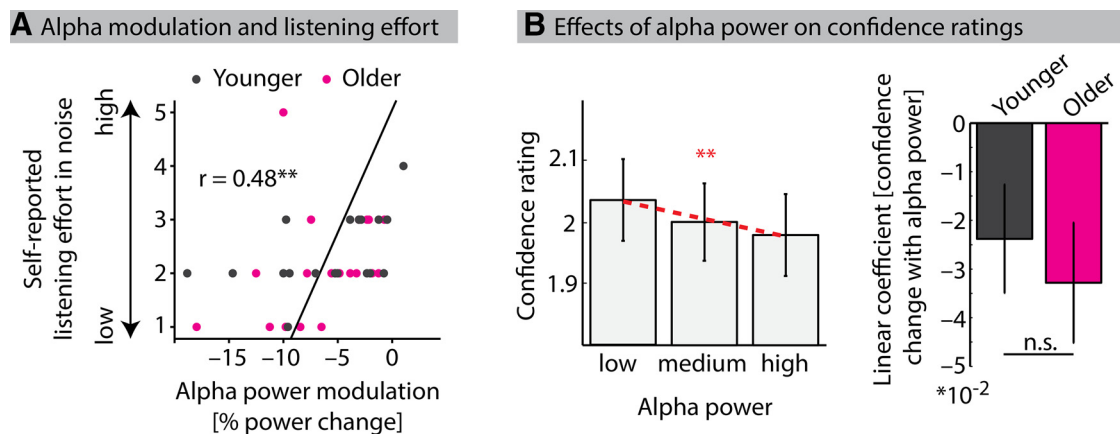 A Alpha modulation and listening effort
Younger Older
Self-reported
listening effort in noise
low high
5
4
3
2
1
r = 0.48**
−15 −10 −5 0
Alpha power modulation
[% power change]
B Effects of alpha power on confidence ratings
Confidence rating
2.1
2
1.9
**
low medium high
Alpha power
Younger Older
Linear coefficient [confidence
change with alpha power]
0
−1
−2
−3
−4
−5
n.s.
*10-2